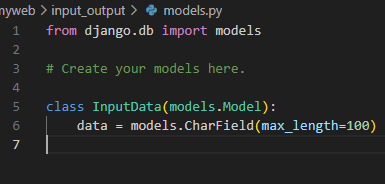 myweb > input_output > models.py
1 from django.db import models
2
3 # Create your models here.
4
5 class InputData(models.Model):
6 data = models.CharField(max_length=100)
7